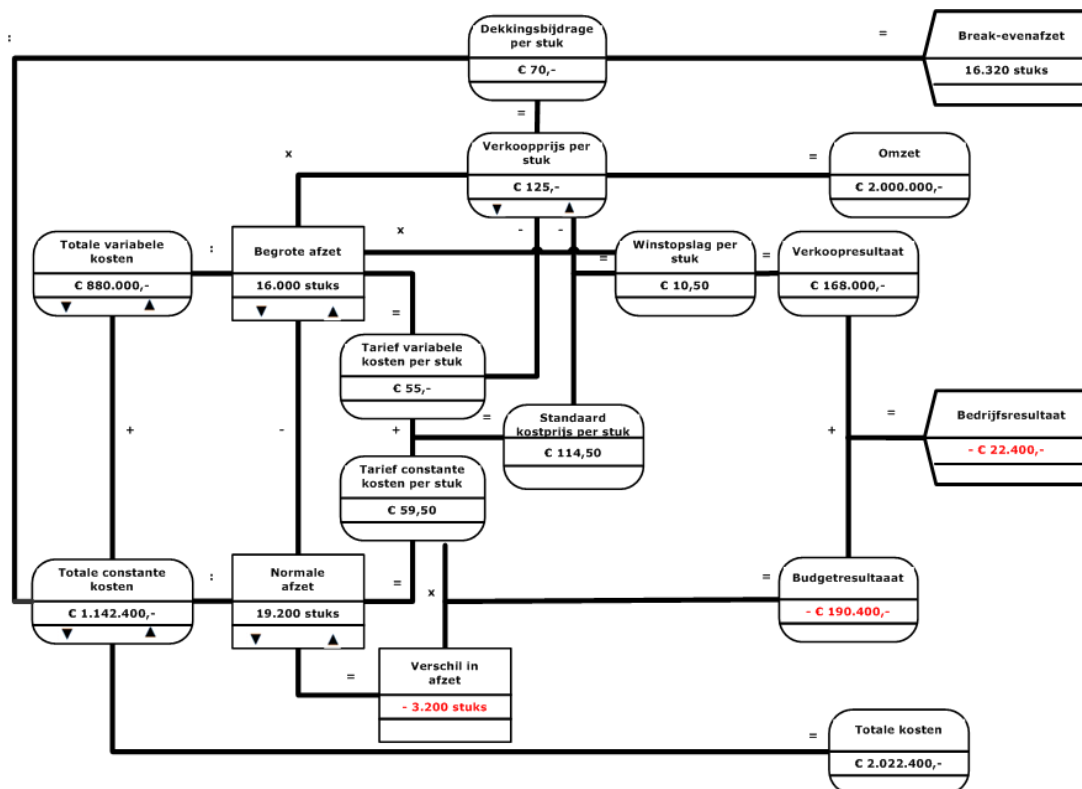 :
Dekkingsbijdrage
per stuk
€ 70,-
=
Break-evenafzet
16.320 stuks
=
x
Verkoopprijs per
stuk
€ 125,-
▼ ▲
=
Omzet
€ 2.000.000,-
Totale variabele
kosten
€ 880.000,-
▼ ▲
:
Begrote afzet
16.000 stuks
▼ ▲
x
- -
=
Winstopslag per
stuk
€ 10,50
=
Verkoopresultaat
€ 168.000,-
=
Tarief variabele
kosten per stuk
€ 55,-
+
-
+
=
Standaard
kostprijs per stuk
€ 114,50
+
=
Bedrijfsresultaat
- € 22.400,-
Tarief constante
kosten per stuk
€ 59,50
Totale constante
kosten
€ 1.142.400,-
▼ ▲
:
Normale
afzet
19.200 stuks
▼ ▲
=
x
=
Budgetresultaaat
- € 190.400,-
=
Verschil in
afzet
- 3.200 stuks
=
Totale kosten
€ 2.022.400,-